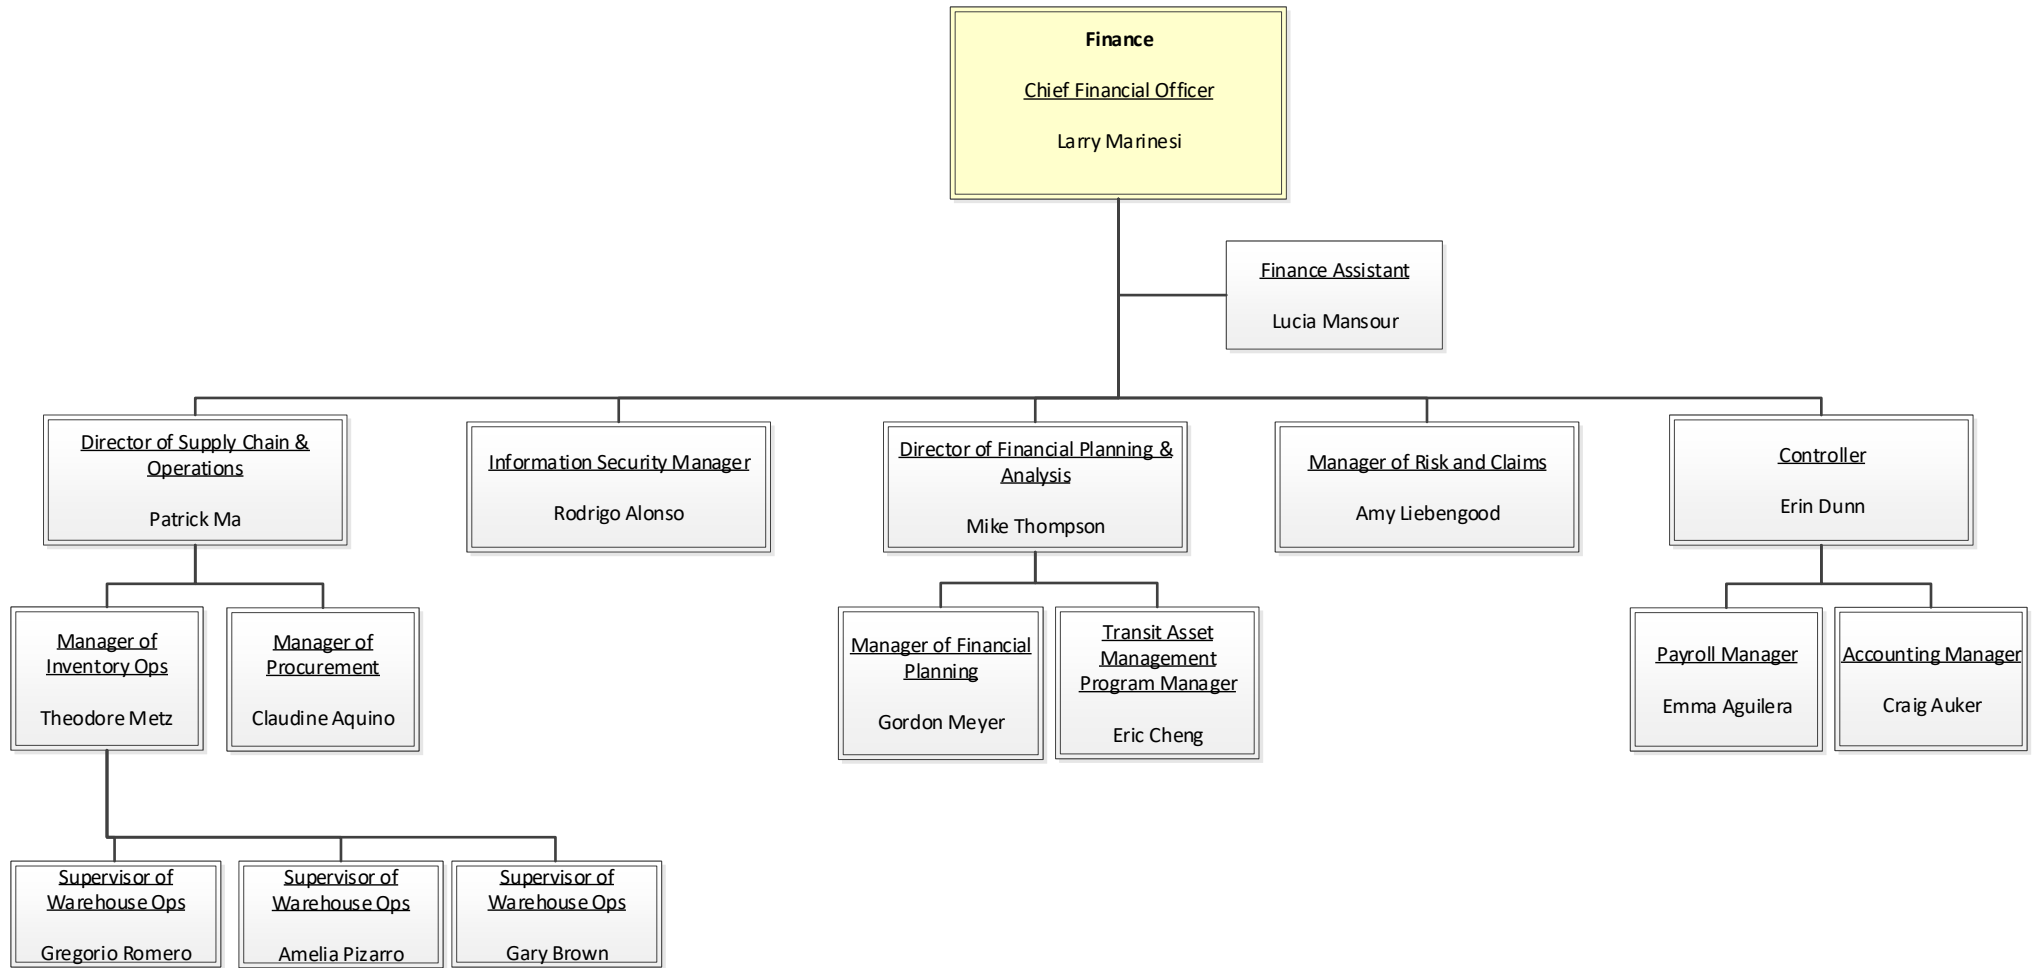 Finance
Chief Financial Officer
Larry Marinesi
Finance Assistant
Lucia Mansour
Director of Supply Chain &
Operations
Patrick Ma
Information Security Manager
Rodrigo Alonso
Director of Financial Planning &
Analysis
Mike Thompson
Manager of Risk and Claims
Amy Liebengood
Controller
Erin Dunn
Manager of
Inventory Ops
Theodore Metz
Manager of
Procurement
Claudine Aquino
Manager of Financial
Planning
Gordon Meyer
Transit Asset
Management
Program Manager
Eric Cheng
Payroll Manager
Emma Aguilera
Accounting Manager
Craig Auker
Supervisor of
Warehouse Ops
Gregorio Romero
Supervisor of
Warehouse Ops
Amelia Pizarro
Supervisor of
Warehouse Ops
Gary Brown